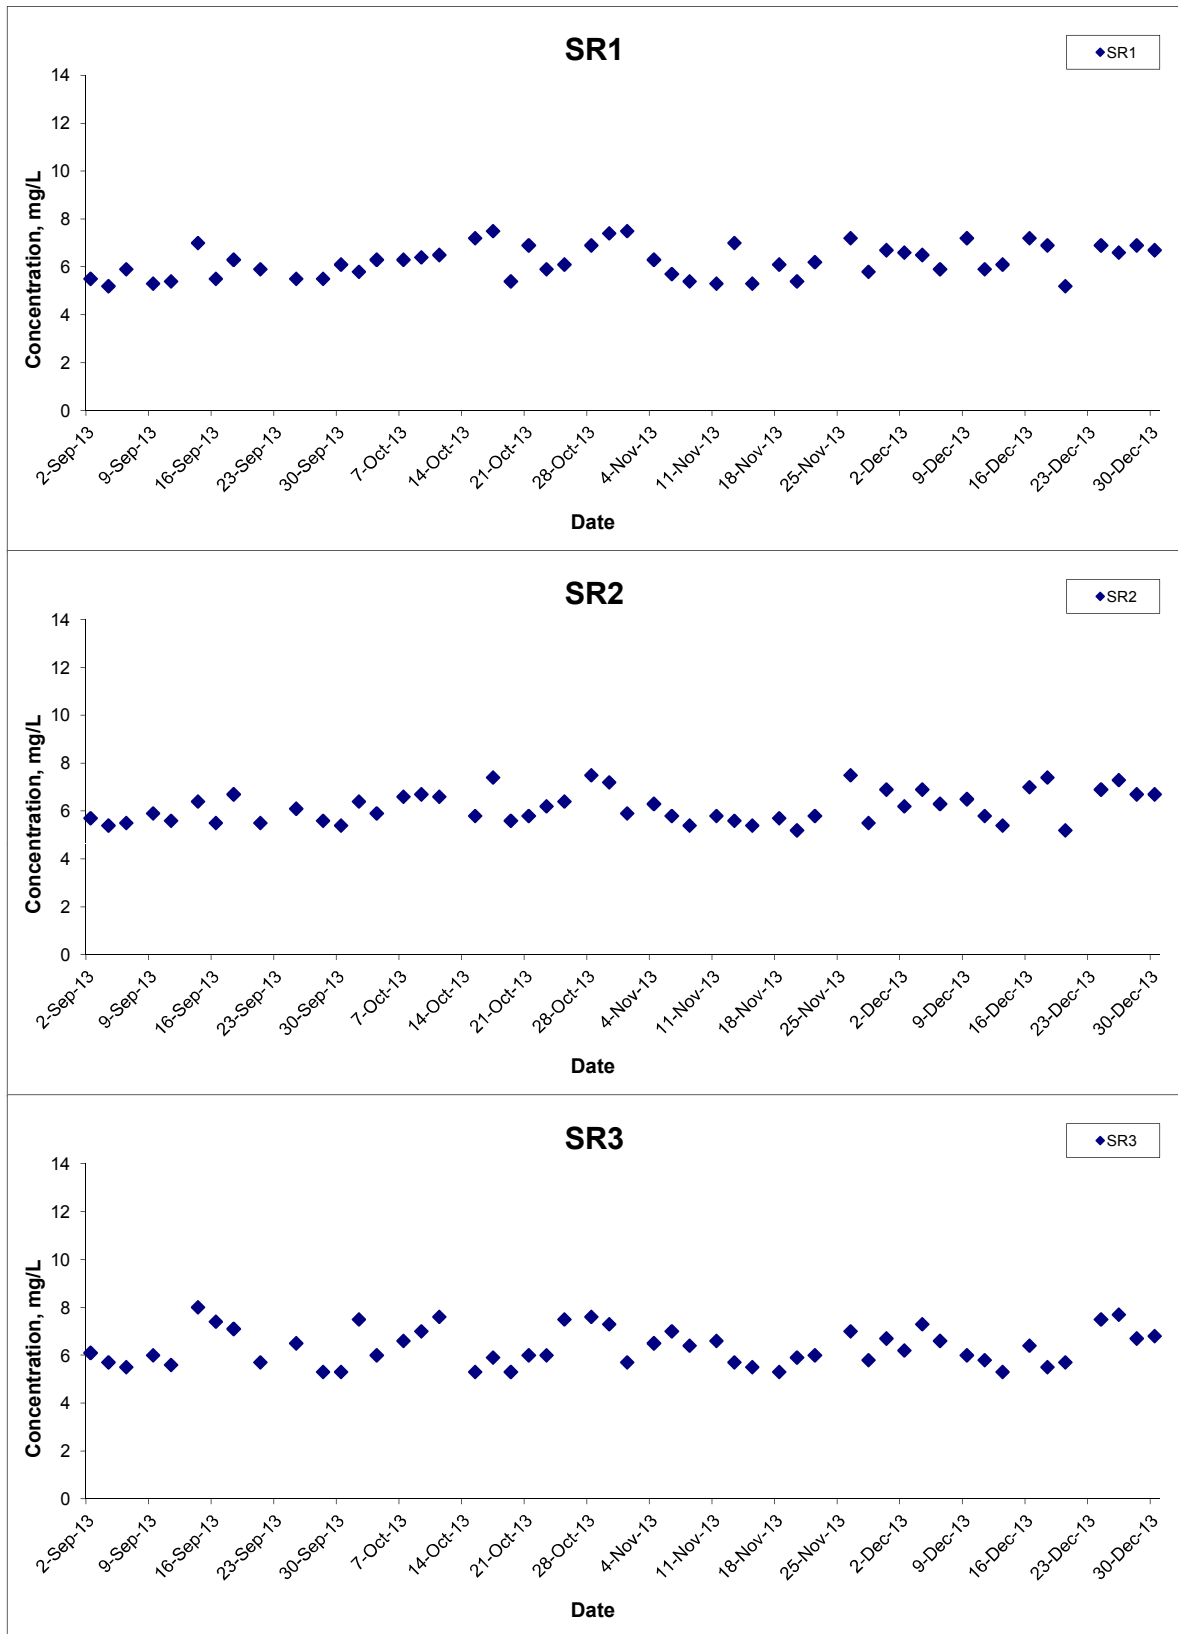 SR1
SR1
14
12
10
8
6
4
2
0
Concentration, mg/L
2-Sep-13
9-Sep-13
16-Sep-13
23-Sep-13
30-Sep-13
7-Oct-13
14-Oct-13
21-Oct-13
28-Oct-13
4-Nov-13
11-Nov-13
18-Nov-13
25-Nov-13
2-Dec-13
9-Dec-13
16-Dec-13
23-Dec-13
30-Dec-13
Date
SR2
SR2
14
12
10
8
6
4
2
0
Concentration, mg/L
2-Sep-13
9-Sep-13
16-Sep-13
23-Sep-13
30-Sep-13
7-Oct-13
14-Oct-13
21-Oct-13
28-Oct-13
4-Nov-13
11-Nov-13
18-Nov-13
25-Nov-13
2-Dec-13
9-Dec-13
16-Dec-13
23-Dec-13
30-Dec-13
Date
SR3
SR3
14
12
10
8
6
4
2
0
Concentration, mg/L
2-Sep-13
9-Sep-13
16-Sep-13
23-Sep-13
30-Sep-13
7-Oct-13
14-Oct-13
21-Oct-13
28-Oct-13
4-Nov-13
11-Nov-13
18-Nov-13
25-Nov-13
2-Dec-13
9-Dec-13
16-Dec-13
23-Dec-13
30-Dec-13
Date